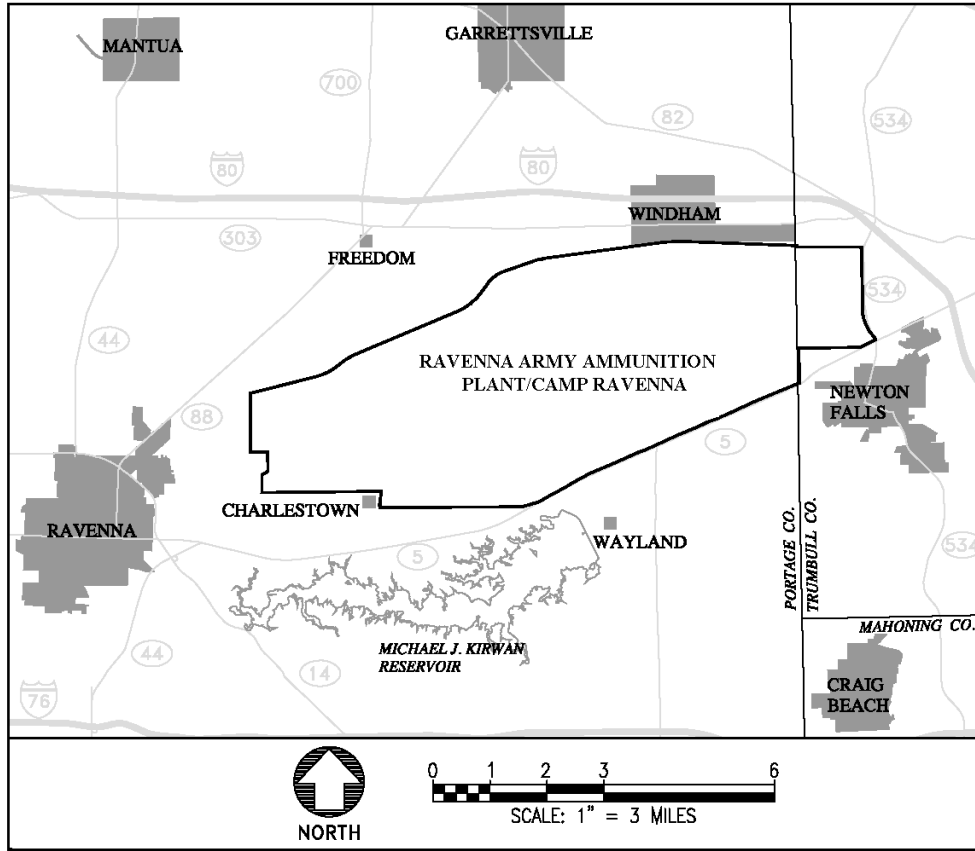 MANTUA
GARRETTSVILLE
700
82
534
80
80
WINDHAM
303
FREEDOM
534
44
RAVENNA ARMY AMMUNITION
PLANT/CAMP RAVENNA
NEWTON
FALLS
88
5
CHARLESTOWN
RAVENNA
WAYLAND
5
534
PORTAGE CO.
TRUMBULL CO.
MAHONING CO.
MICHAEL J. KIRWAN
RESERVOIR
44
14
76
CRAIG
BEACH
0 1 2 3 6
SCALE: 1" = 3 MILES
NORTH